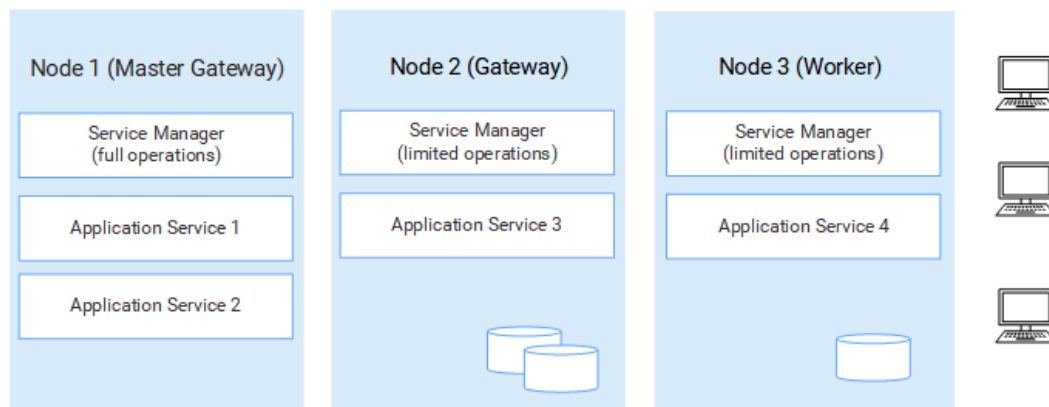 Node 1 (Master Gateway)
Service Manager
(full operations)
Application Service 1
Application Service 2
Node 2 (Gateway)
Service Manager
(limited operations)
Application Service 3
Node 3 (Worker)
Service Manager
(limited operations)
Application Service 4